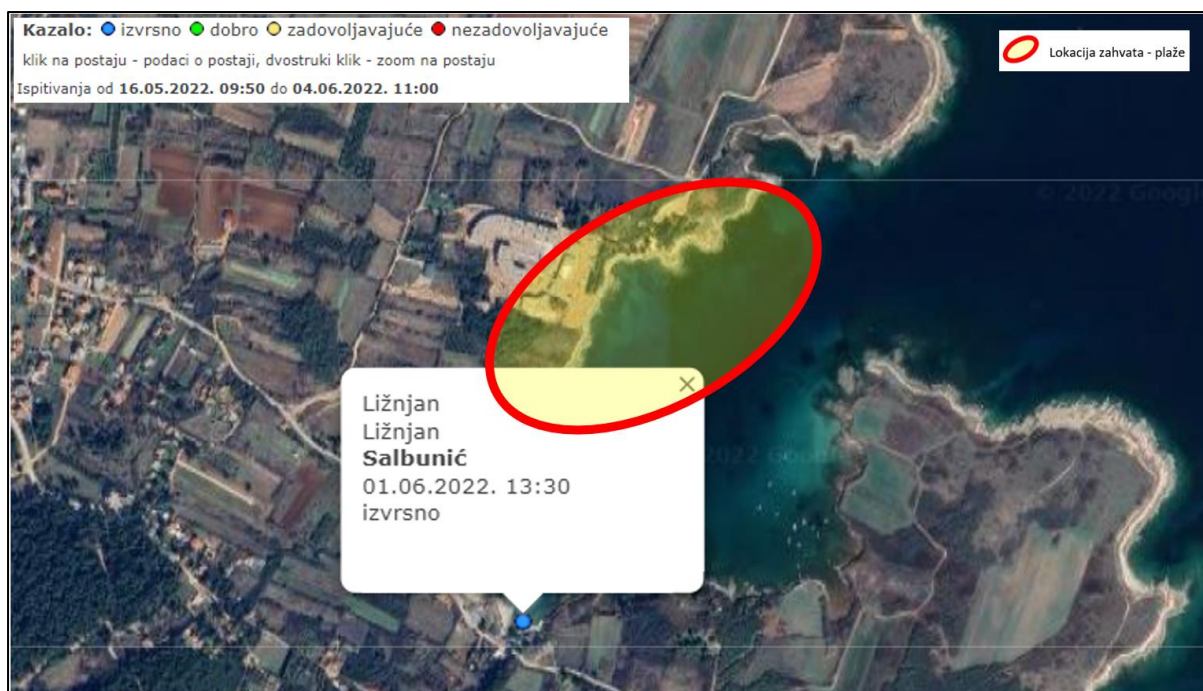 Kazalo: izvrsno dobro zadovoljavajuće nezadovoljavajuće
klik na postaju - podaci o postaji, dvostruki klik - zoom na postaju
Ispitivanja od 16.05.2022. 09:50 do 04.06.2022. 11:00
Lokacija zahvata - plaže
© 2022 Googl
Ližnjan
Ližnjan
Salbunić
01.06.2022. 13:30
izvrsno
2022 Goog